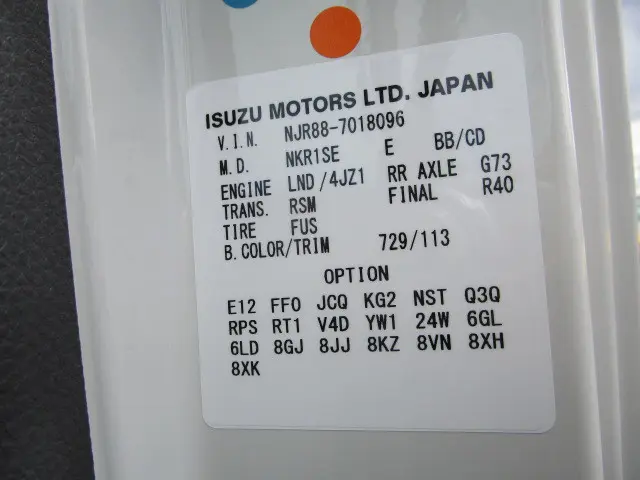 ISUZU MOTORS LTD. JAPAN
V.I.N. NJR88-7018096
M.D. NKR1SE E BB/CD
ENGINE LND/4JZ1 RR AXLE G73
TRANS. RSM FINAL R40
TIRE FUS
B.COLOR/TRIM 729/113
OPTION
E12 FF0 JCQ KG2 NST Q3Q
RPS RT1 V4D YW1 24W 6GL
6LD 8GJ 8JJ 8KZ 8VN 8XH
8XK